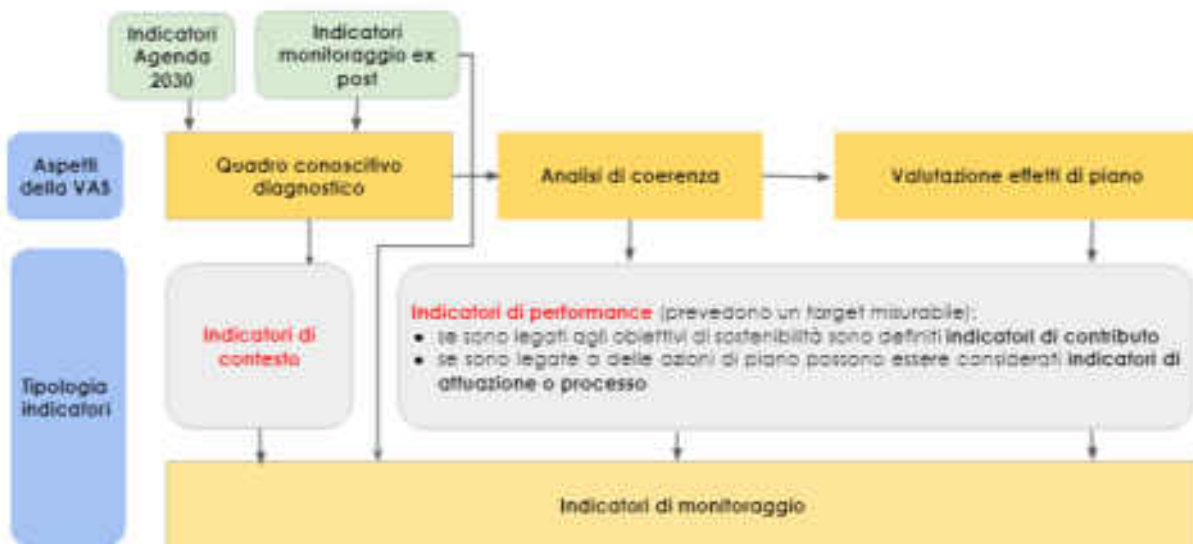 Indicatori
Agenda
2030
Indicatori
monitoraggio ex
post
Aspetti
della VAS
Quadro conoscitivo
diagnostico
Analisi di coerenza
Valutazione effetti di piano
Tipologia
indicatori
Indicatori di
contesto
Indicatori di performance (prevedono un target misurabile):
● se sono legati agli obiettivi di sostenibilità sono definiti indicatori di contributo
● se sono legate a delle azioni di piano possono essere considerati indicatori di
attuazione o processo
Indicatori di monitoraggio